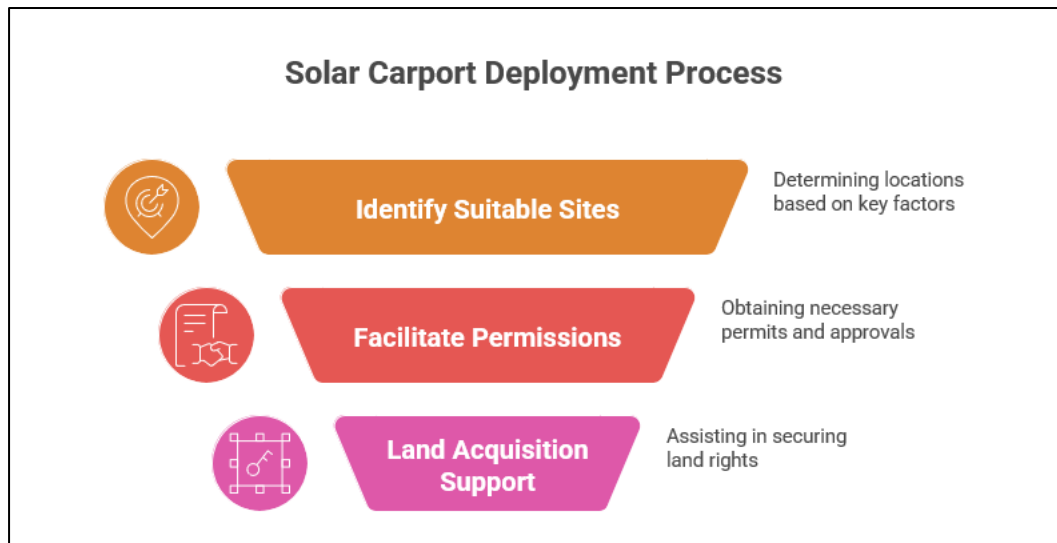 Solar Carport Deployment Process
Identify Suitable Sites
Determining locations
based on key factors
Facilitate Permissions
Obtaining necessary
permits and approvals
Land Acquisition
Support
Assisting in securing
land rights